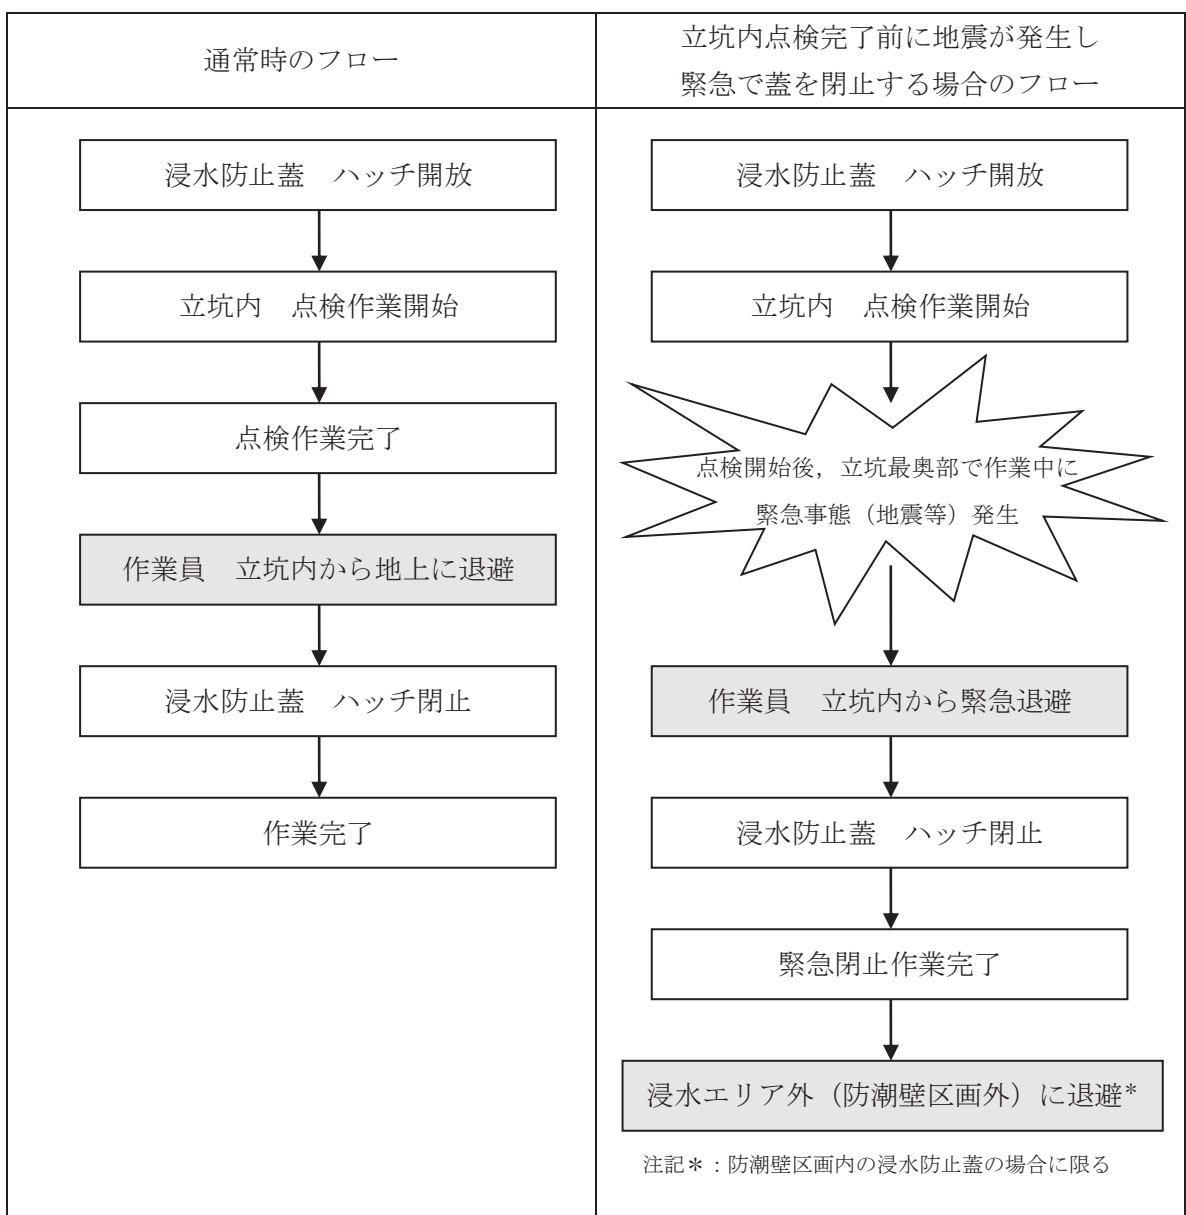 通常時のフロー
立坑内点検完了前に地震が発生し
緊急で蓋を閉止する場合のフロー
浸水防止蓋　ハッチ開放
立坑内　点検作業開始
点検作業完了
作業員　立坑内から地上に退避
浸水防止蓋　ハッチ閉止
作業完了
浸水防止蓋　ハッチ開放
立坑内　点検作業開始
点検開始後，立坑最奥部で作業中に
緊急事態（地震等）発生
作業員　立坑内から緊急退避
浸水防止蓋　ハッチ閉止
緊急閉止作業完了
浸水エリア外（防潮壁区画外）に退避*
注記＊：防潮壁区画内の浸水防止蓋の場合に限る